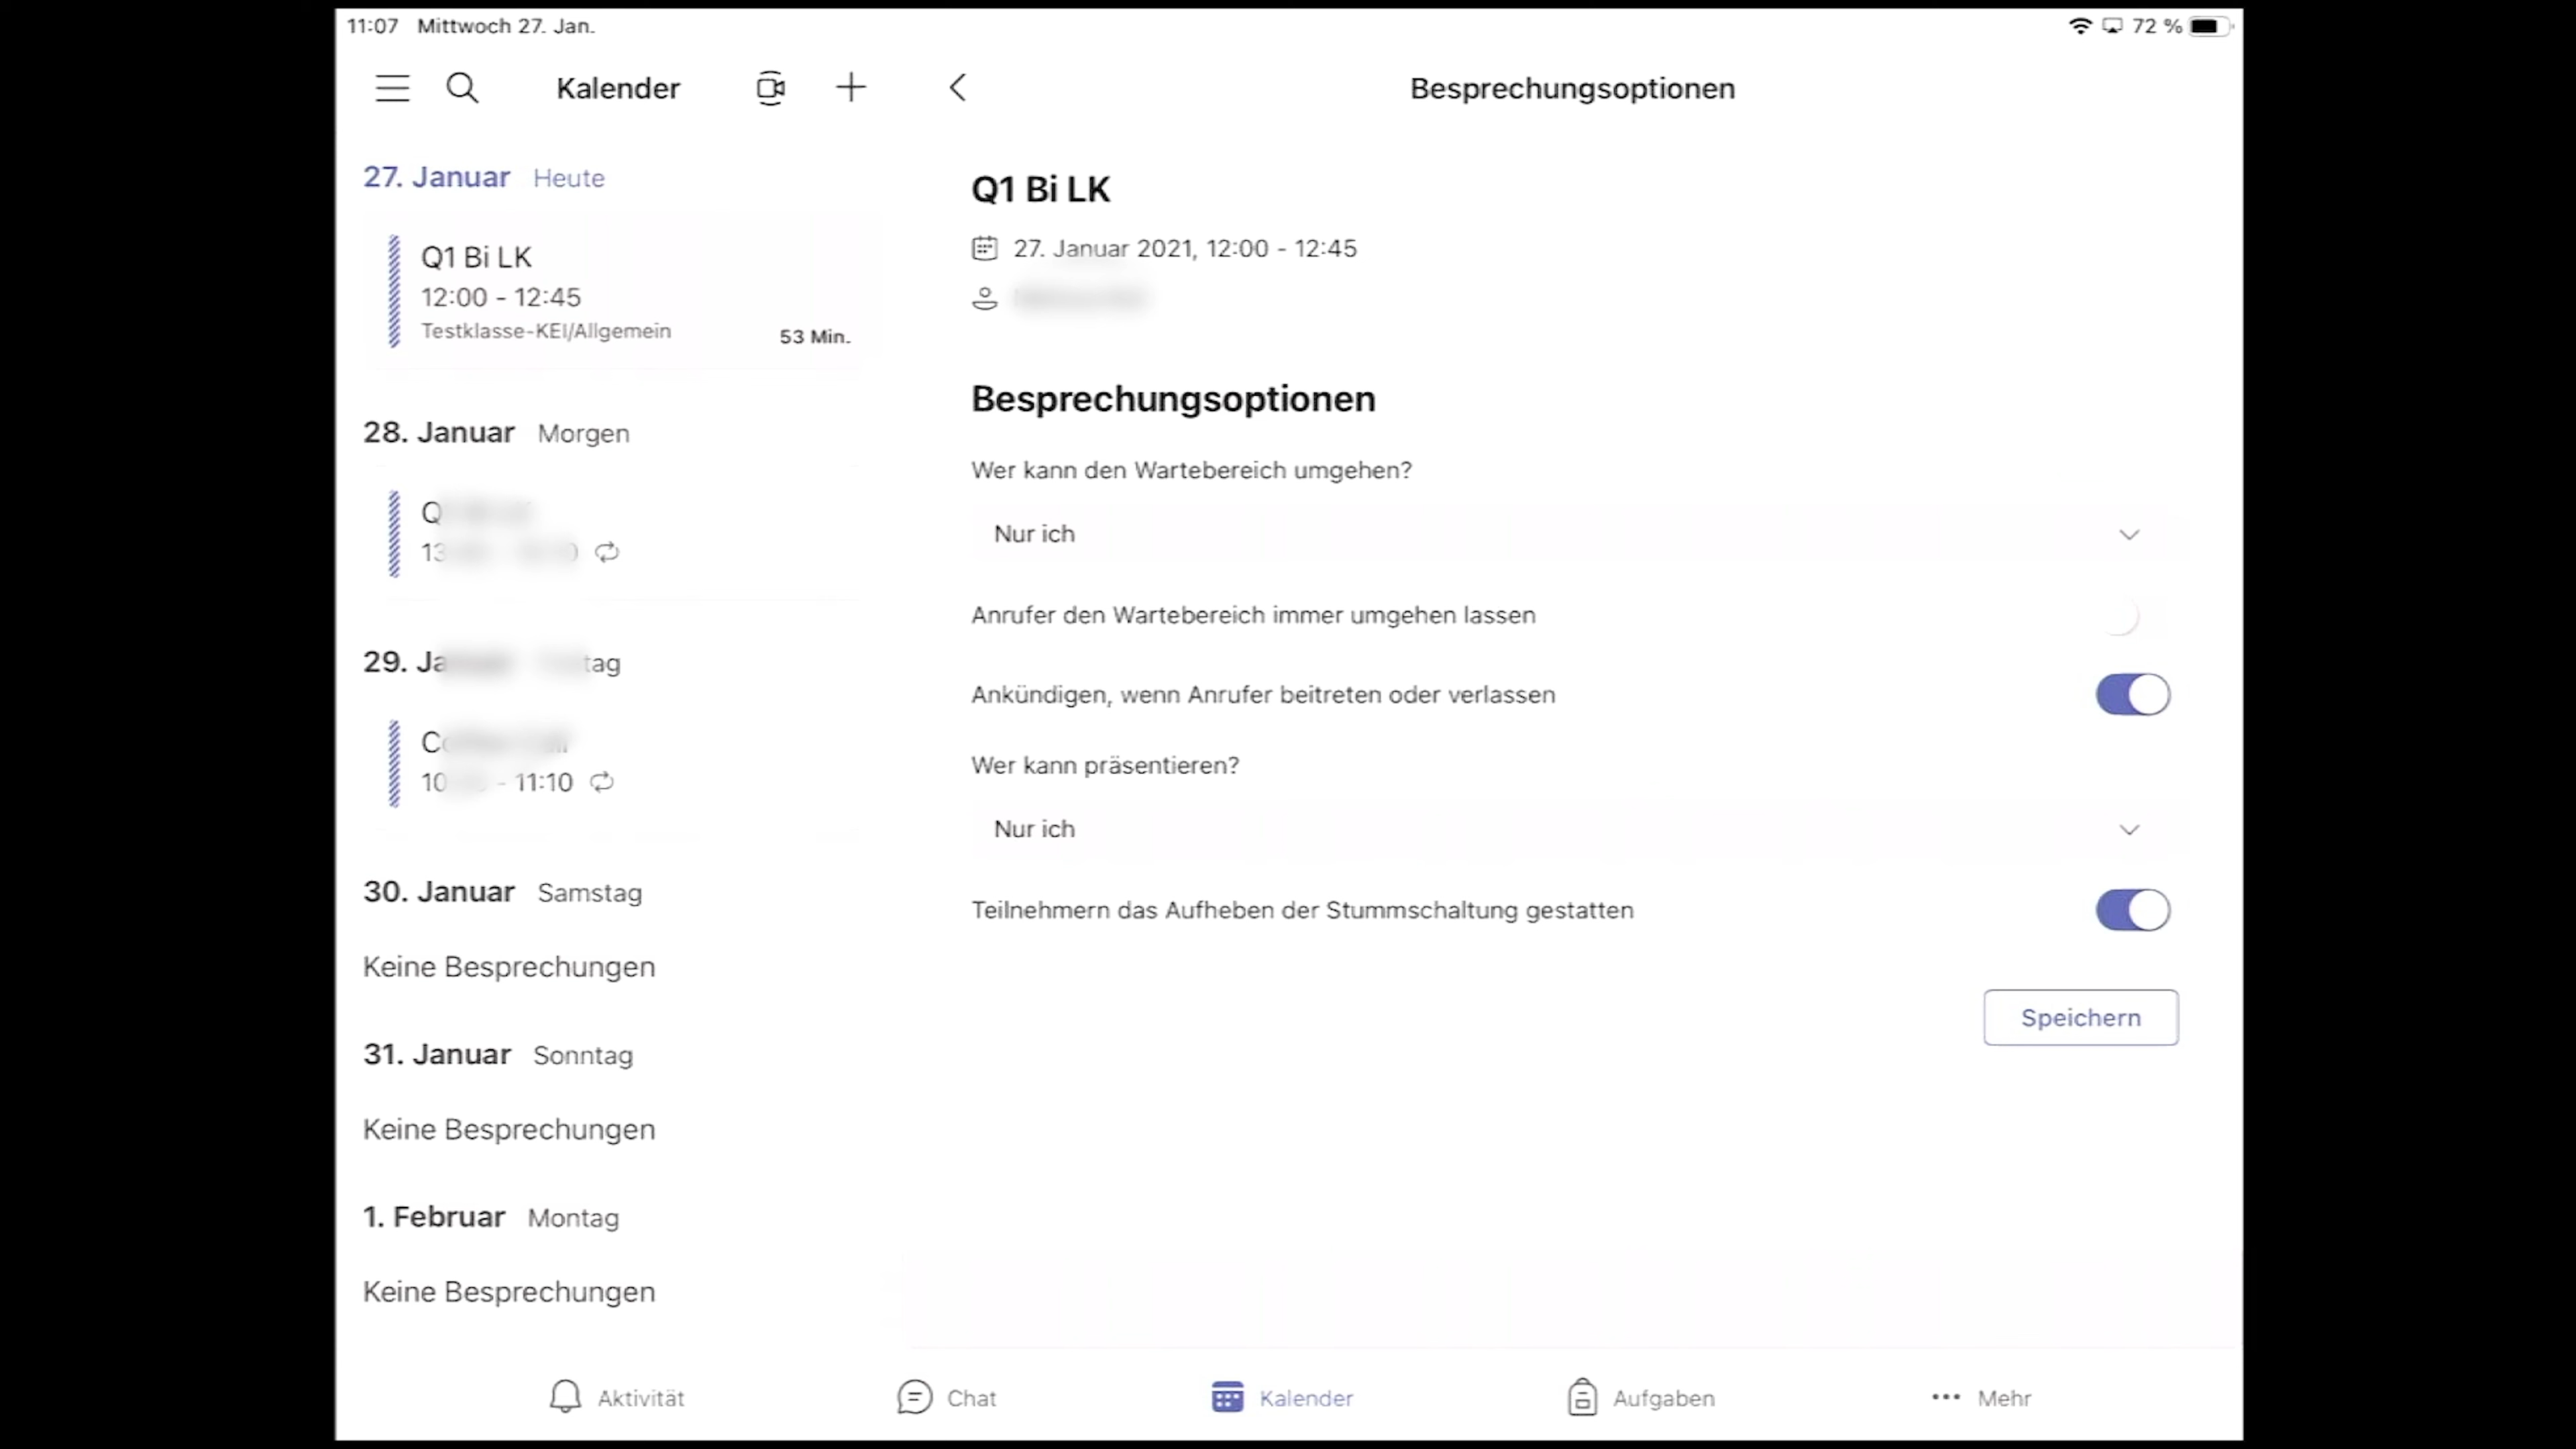 11:07 Mittwoch 27. Jan.
72 %
Kalender
Besprechungsoptionen
27. Januar Heute
Q1 Bi LK
12:00 - 12:45
Testklasse-KEI/Allgemein
53 Min.
28. Januar Morgen
29.
- 11:10
30. Januar Samstag
Keine Besprechungen
31. Januar Sonntag
Keine Besprechungen
1. Februar Montag
Keine Besprechungen
Q1 Bi LK
27. Januar 2021, 12:00 - 12:45
Besprechungsoptionen
Wer kann den Wartebereich umgehen?
Nur ich
Anrufer den Wartebereich immer umgehen lassen
Ankündigen, wenn Anrufer beitreten oder verlassen
Wer kann präsentieren?
Nur ich
Teilnehmern das Aufheben der Stummschaltung gestatten
Speichern
Aktivität
Chat
Kalender
Aufgaben
Mehr